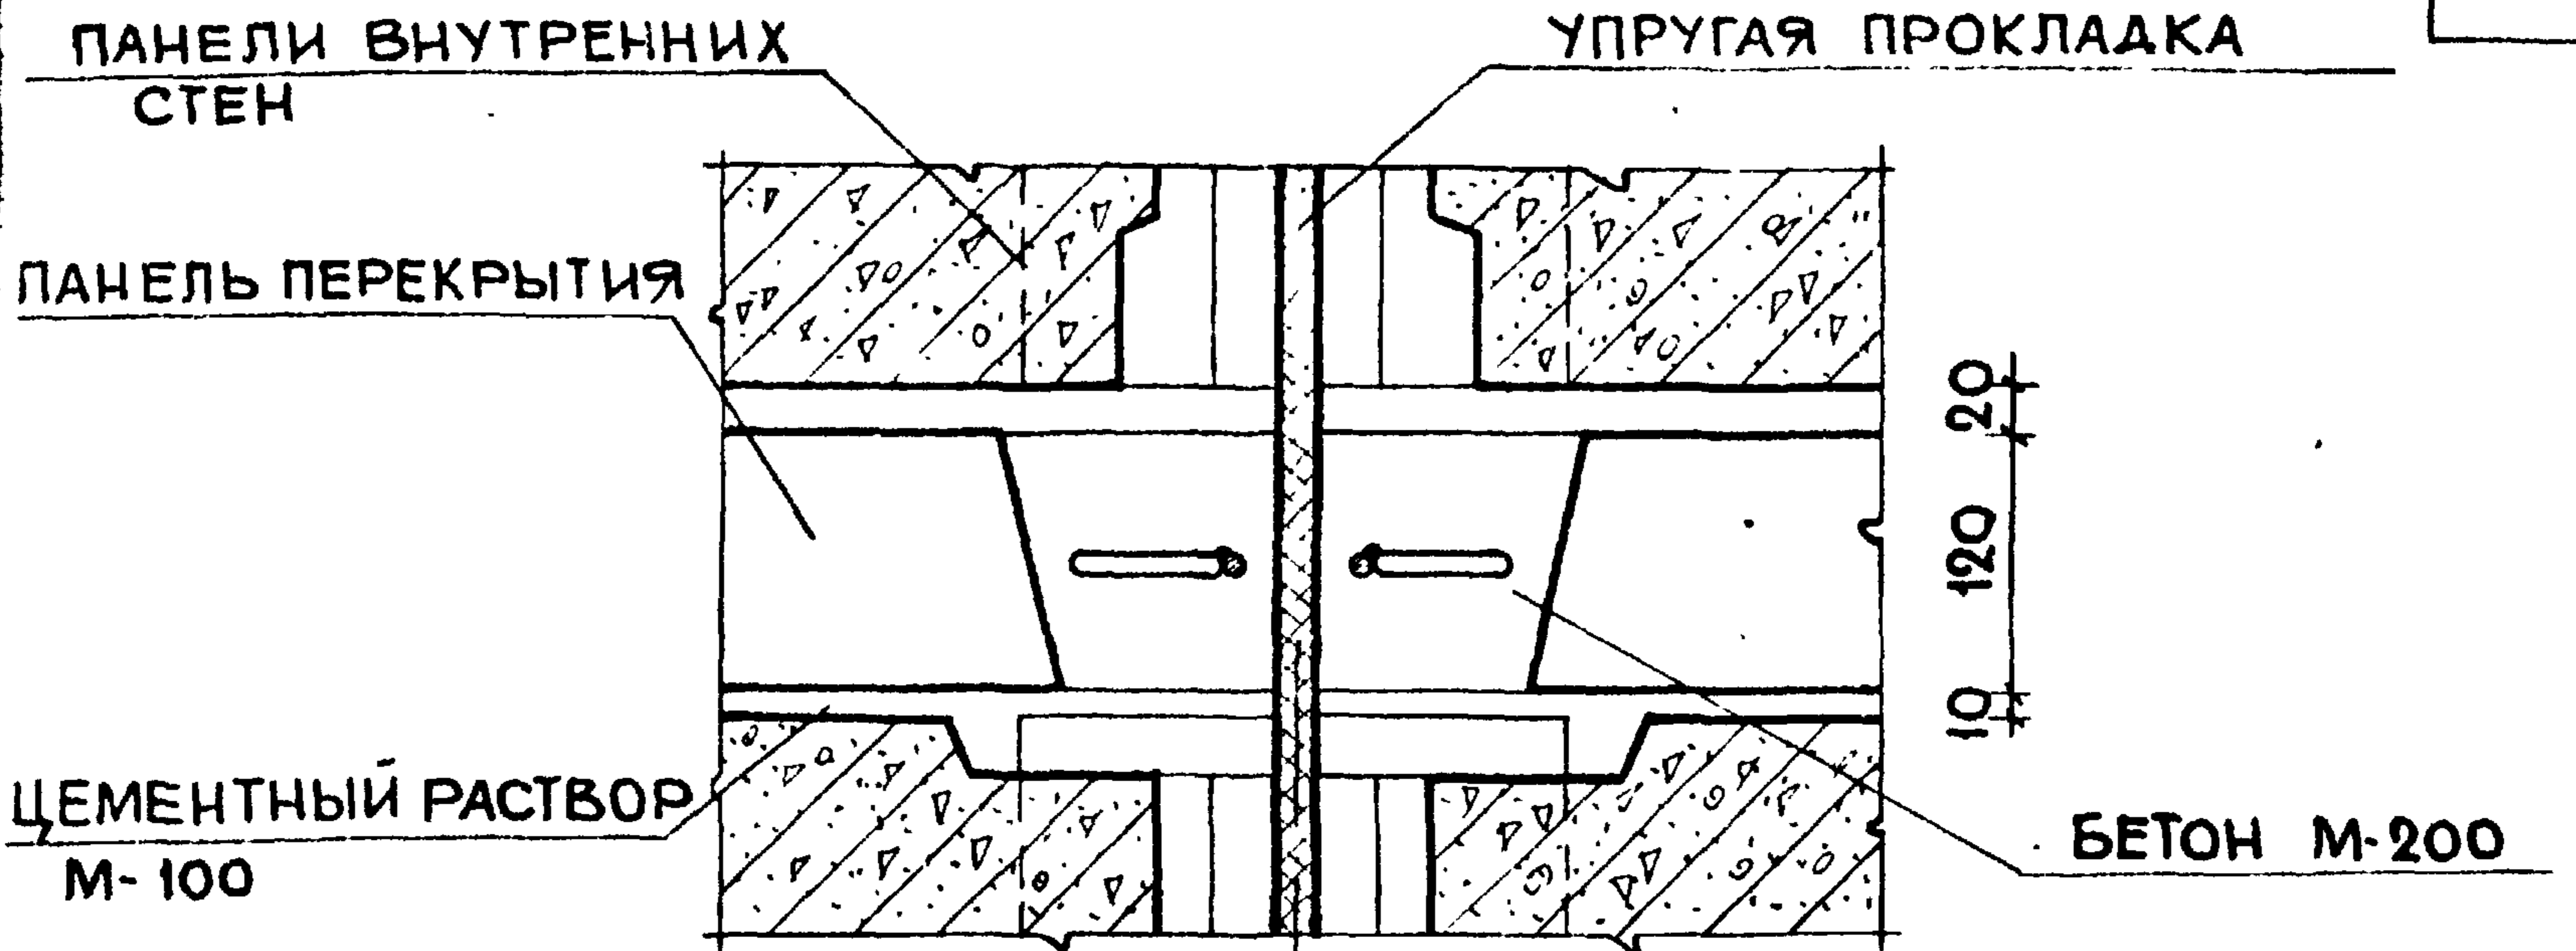 ПАНЕЛИ ВНУТРЕННИХ
СТЕН
УПРУГАЯ ПРОКЛАДКА
ПАНЕЛЬ ПЕРЕКРЫТИЯ
20
120
10
ЦЕМЕНТНЫЙ РАСТВОР
М-100
БЕТОН М-200